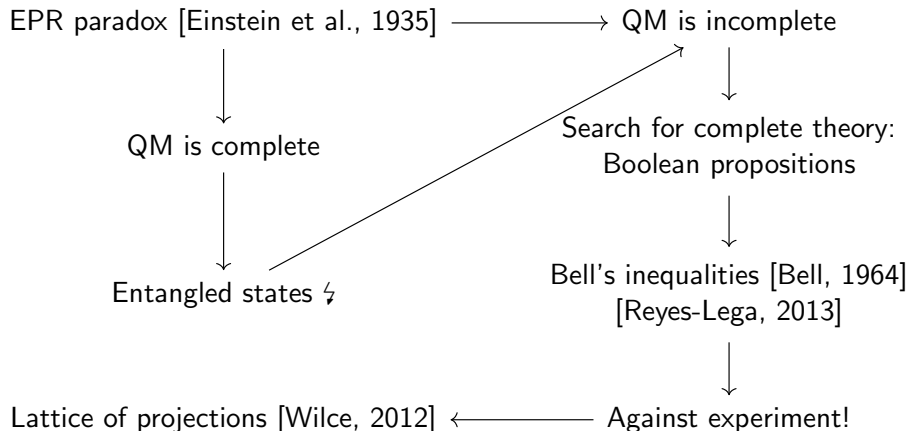 EPR paradox [Einstein et al., 1935]
QM is incomplete
QM is complete
Search for complete theory:
Boolean propositions
Entangled states ↯
Bell's inequalities [Bell, 1964]
[Reyes-Lega, 2013]
Lattice of projections [Wilce, 2012]
Against experiment!